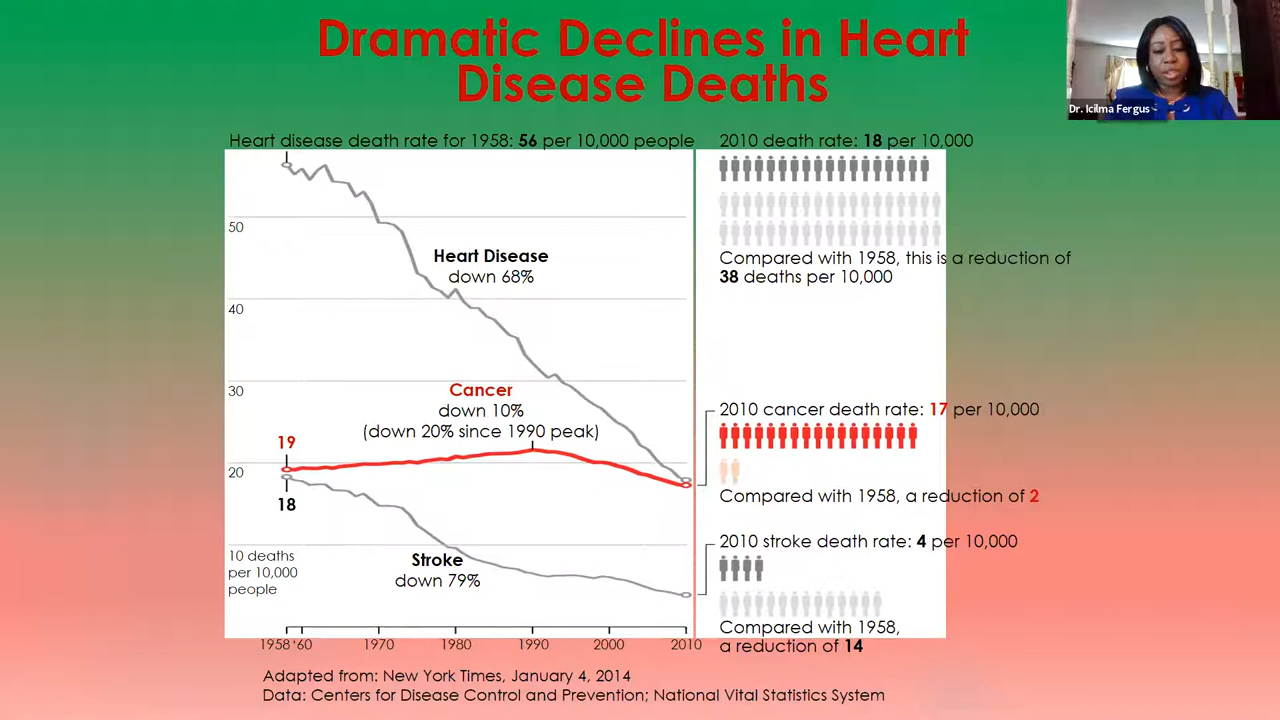 Dramatic Declines in Heart
Disease Deaths
Dr. Icilma Fergus
Heart disease death rate for 1958: 56 per 10,000 people
50
40
30
20
10 deaths
per 10,000
people
Heart Disease
down 68%
Cancer
down 10%
(down 20% since 1990 peak)
19
18
Stroke
down 79%
1958 '60 1970 1980 1990 2000 2010
2010 death rate: 18 per 10,000
Compared with 1958, this is a reduction of
38 deaths per 10,000
2010 cancer death rate: 17 per 10,000
Compared with 1958, a reduction of 2
2010 stroke death rate: 4 per 10,000
Compared with 1958,
a reduction of 14
Adapted from: New York Times, January 4, 2014
Data: Centers for Disease Control and Prevention; National Vital Statistics System